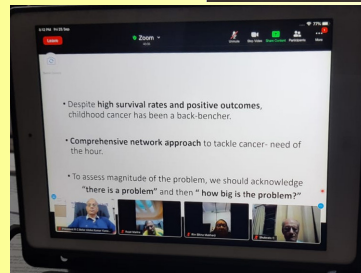 Zoom
• Despite high survival rates and positive outcomes,
childhood cancer has been a back-bencher.
• Comprehensive network approach to tackle cancer- need of
the hour.
• To assess magnitude of the problem, we should acknowledge
"there is a problem" and then " how big is the problem?"